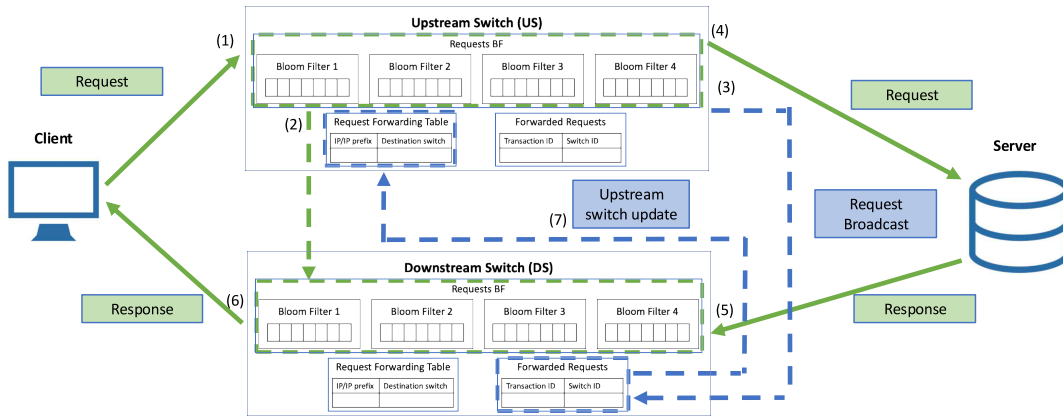 Upstream Switch (US)
(1)
(4)
Requests BF
Bloom Filter 1
Bloom Filter 2
Bloom Filter 3
Bloom Filter 4
Request
(3)
Request
(2)
Request Forwarding Table
Forwarded Requests
IP/IP prefix
Destination switch
Transaction ID
Switch ID
Client
Server
Upstream
switch update
Request
Broadcast
(7)
Downstream Switch (DS)
Requests BF
(6)
(5)
Bloom Filter 1
Bloom Filter 2
Bloom Filter 3
Bloom Filter 4
Response
Response
Request Forwarding Table
Forwarded Requests
IP/IP prefix
Destination switch
Transaction ID
Switch ID